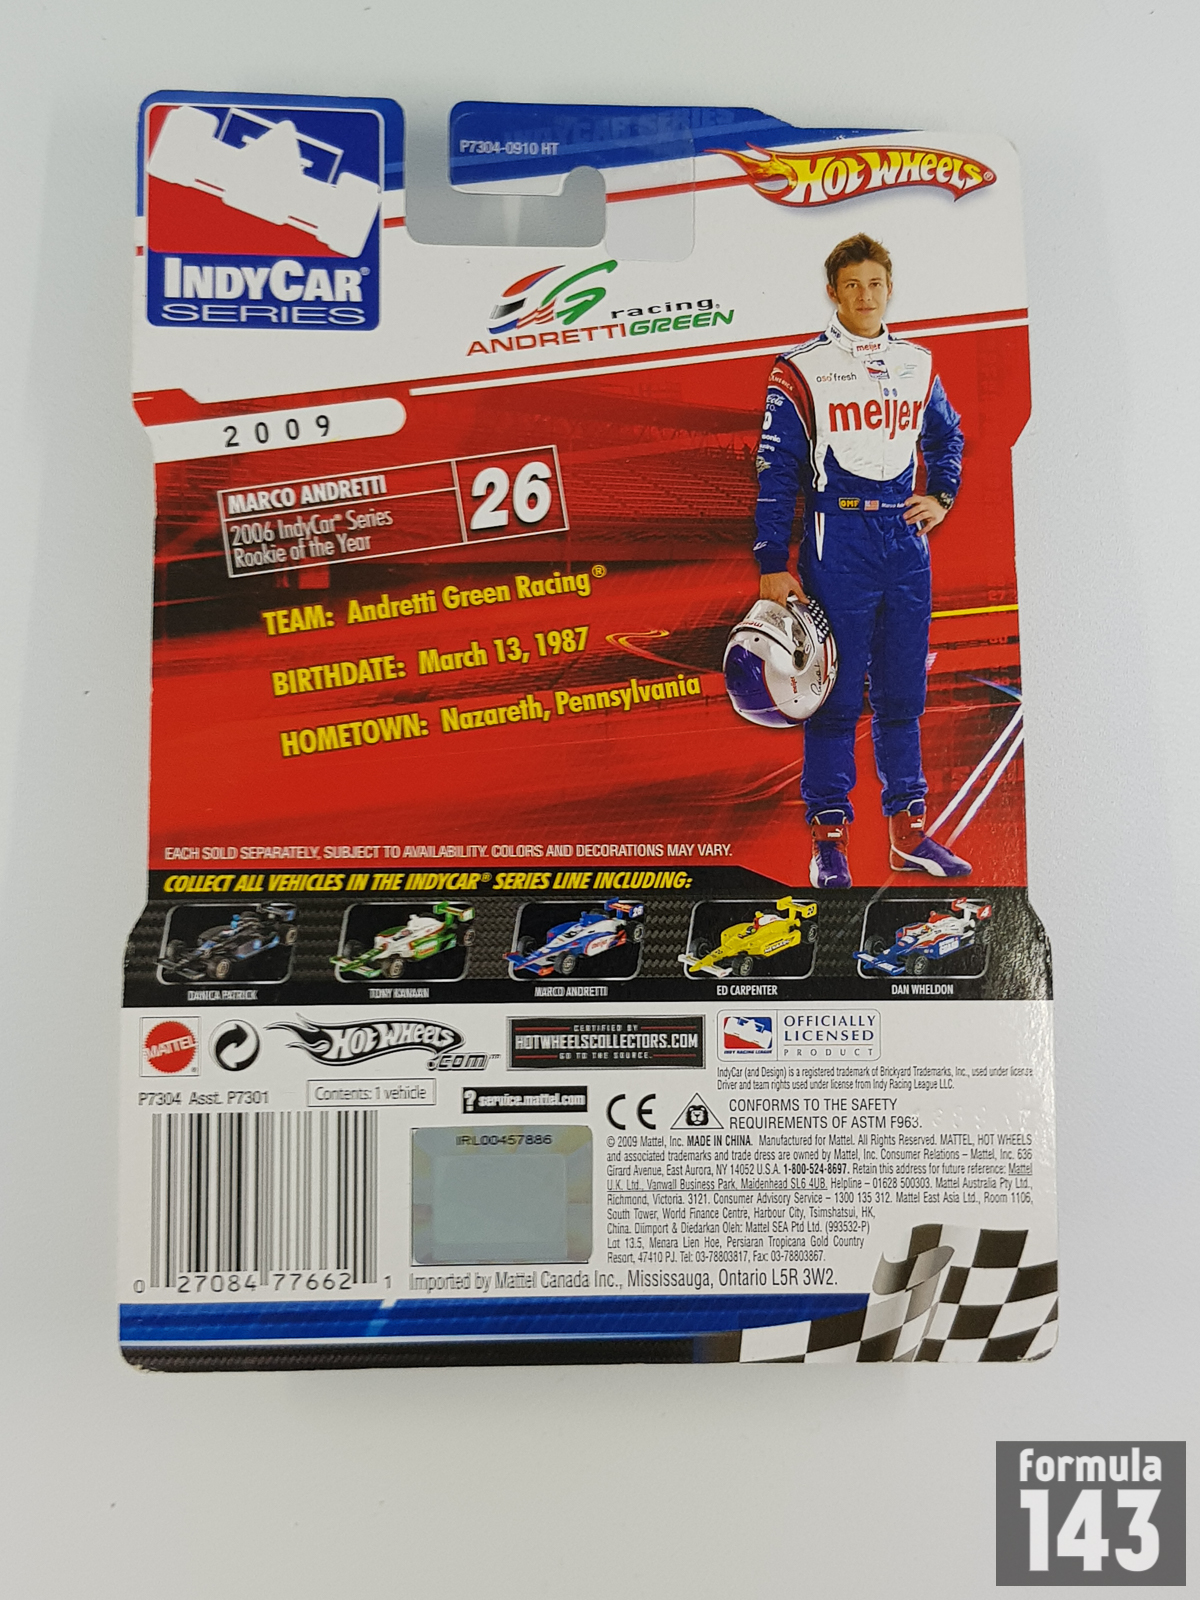 P7304-0910 HT
INDYCAR SERIES
HOT WHEELS®
INDYCAR®
SERIES
racing®
ANDRETTI GREEN
2009
MARCO ANDRETTI
2006 IndyCar® Series
Rookie of the Year
26
meijer
oso fresh
meijer
OMP
TEAM: Andretti Green Racing®
BIRTHDATE: March 13, 1987
HOMETOWN: Nazareth, Pennsylvania
EACH SOLD SEPARATELY, SUBJECT TO AVAILABILITY. COLORS AND DECORATIONS MAY VARY.
COLLECT ALL VEHICLES IN THE INDYCAR® SERIES LINE INCLUDING:
DANICA PATRICK
TONY KANAAN
MARCO ANDRETTI
ED CARPENTER
DAN WHELDON
MATTEL
HOT WHEELS
.com™
CERTIFIED BY
HOTWHEELSCOLLECTORS.COM
GO TO THE SOURCE.
INDY RACING LEAGUE
OFFICIALLY
LICENSED
PRODUCT
IndyCar (and Design) is a registered trademark of Brickyard Trademarks, Inc., used under license.
Driver and team rights used under license from Indy Racing League LLC.
P7304 Asst. P7301
Contents: 1 vehicle
? service.mattel.com
CE
CONFORMS TO THE SAFETY
REQUIREMENTS OF ASTM F963.
IRL00457886
© 2009 Mattel, Inc. MADE IN CHINA. Manufactured for Mattel. All Rights Reserved. MATTEL, HOT WHEELS
and associated trademarks and trade dress are owned by Mattel, Inc. Consumer Relations – Mattel, Inc. 636
Girard Avenue, East Aurora, NY 14052 U.S.A. 1-800-524-8697. Retain this address for future reference: Mattel
U.K. Ltd., Vanwall Business Park, Maidenhead SL6 4UB. Helpline – 01628 500303. Mattel Australia Pty Ltd.,
Richmond, Victoria. 3121. Consumer Advisory Service – 1300 135 312. Mattel East Asia Ltd., Room 1106,
South Tower, World Finance Centre, Harbour City, Tsimshatsui, HK,
China. Diimport & Diedarkan Oleh: Mattel SEA Ptd Ltd. (993532-P)
Lot 13.5, Menara Lien Hoe, Persiaran Tropicana Golf Country
Resort, 47410 PJ. Tel: 03-78803817, Fax: 03-78803867.
0 27084 77662 1
Imported by Mattel Canada Inc., Mississauga, Ontario L5R 3W2.
formula
143